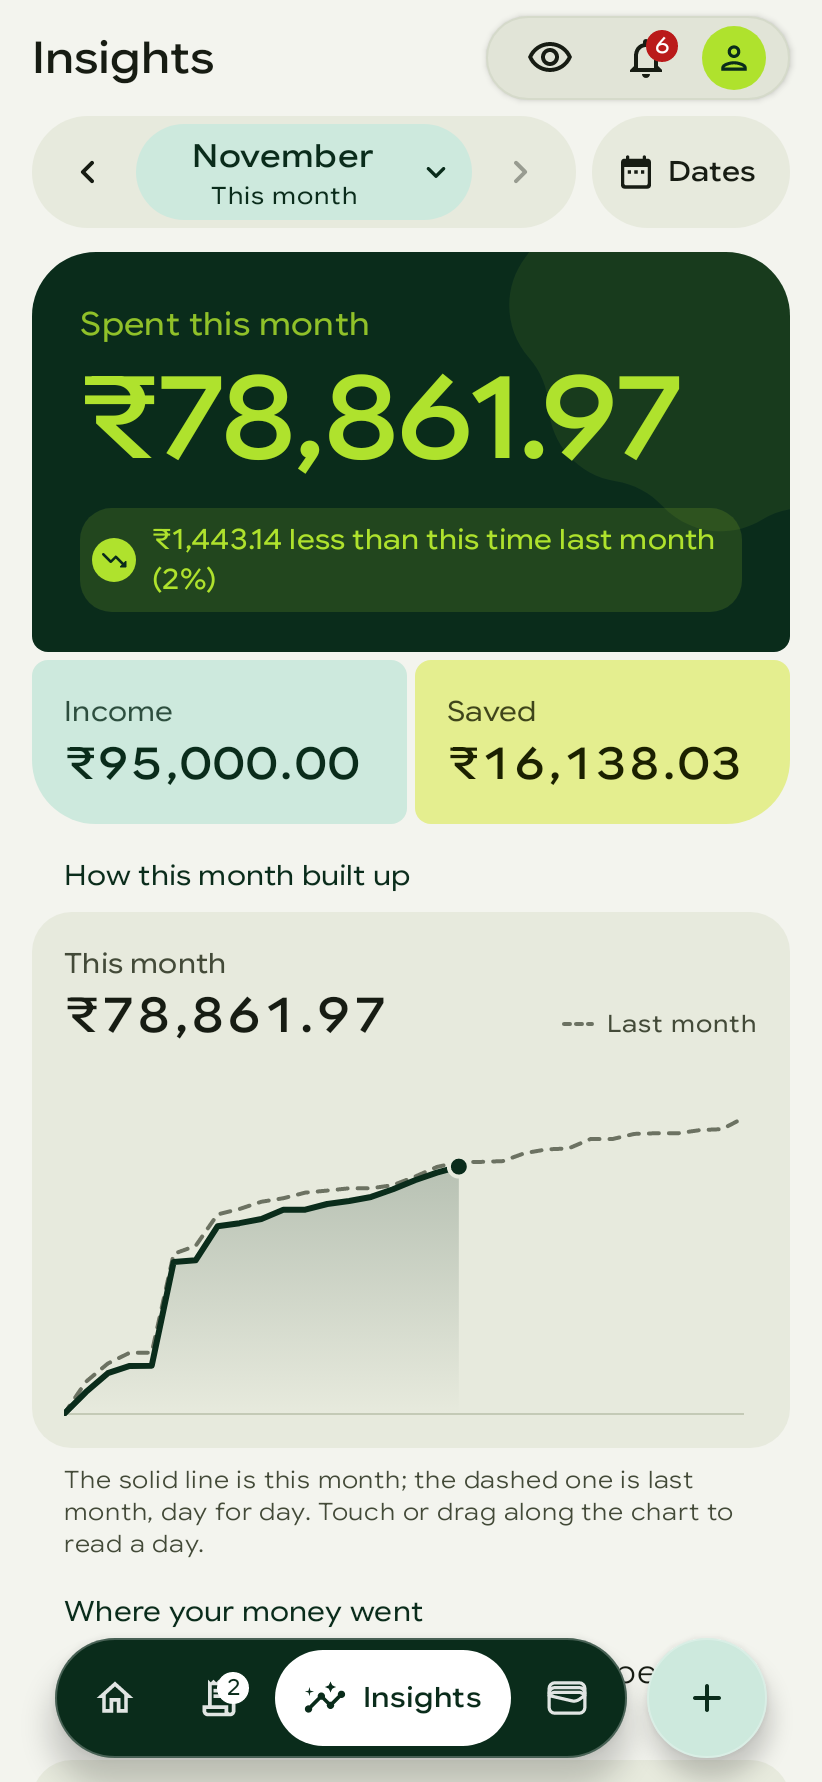 Insights
6
November
This month
Dates
Spent this month
₹78,861.97
₹1,443.14 less than this time last month
(2%)
Income
₹95,000.00
Saved
₹16,138.03
How this month built up
This month
₹78,861.97
Last month
The solid line is this month; the dashed one is last
month, day for day. Touch or drag along the chart to
read a day.
Where your money went
2
Insights